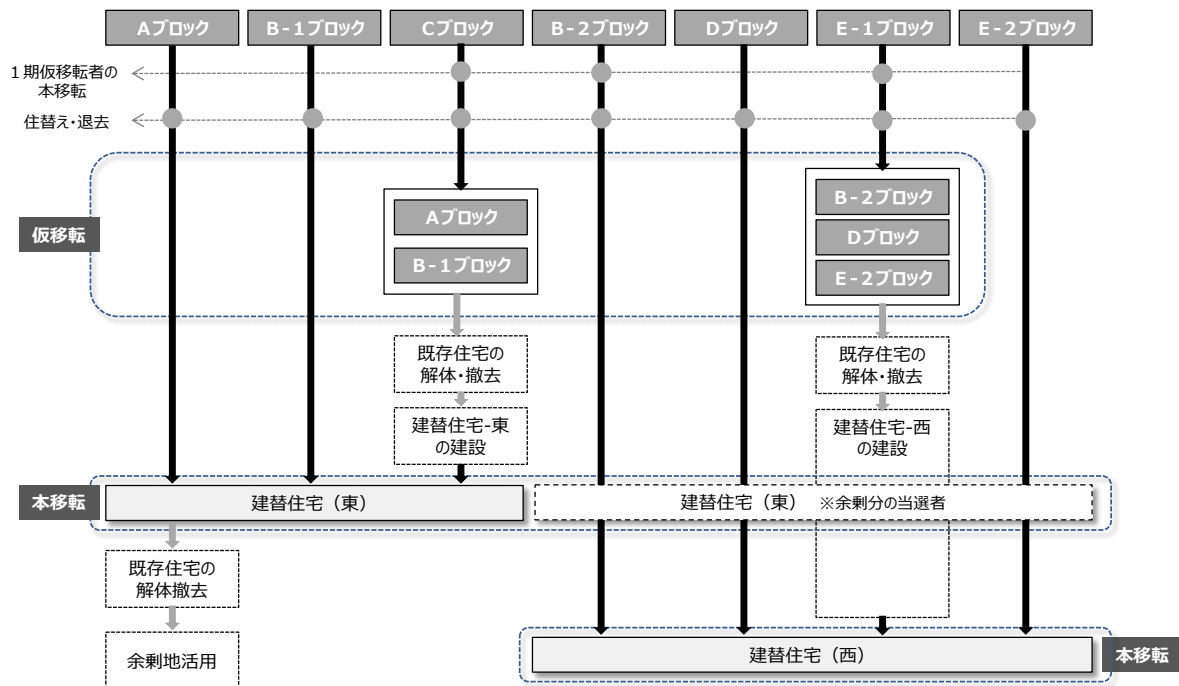 Aブロック
B-1ブロック
Cブロック
B-2ブロック
Dブロック
E-1ブロック
E-2ブロック
1期仮移転者の
本移転
住替え・退去
仮移転
Aブロック
B-1ブロック
B-2ブロック
Dブロック
E-2ブロック
既存住宅の
解体・撤去
既存住宅の
解体・撤去
建替住宅-東
の建設
建替住宅-西
の建設
本移転
建替住宅（東）
建替住宅（東） ※余剰分の当選者
既存住宅の
解体撤去
余剰地活用
建替住宅（西）
本移転